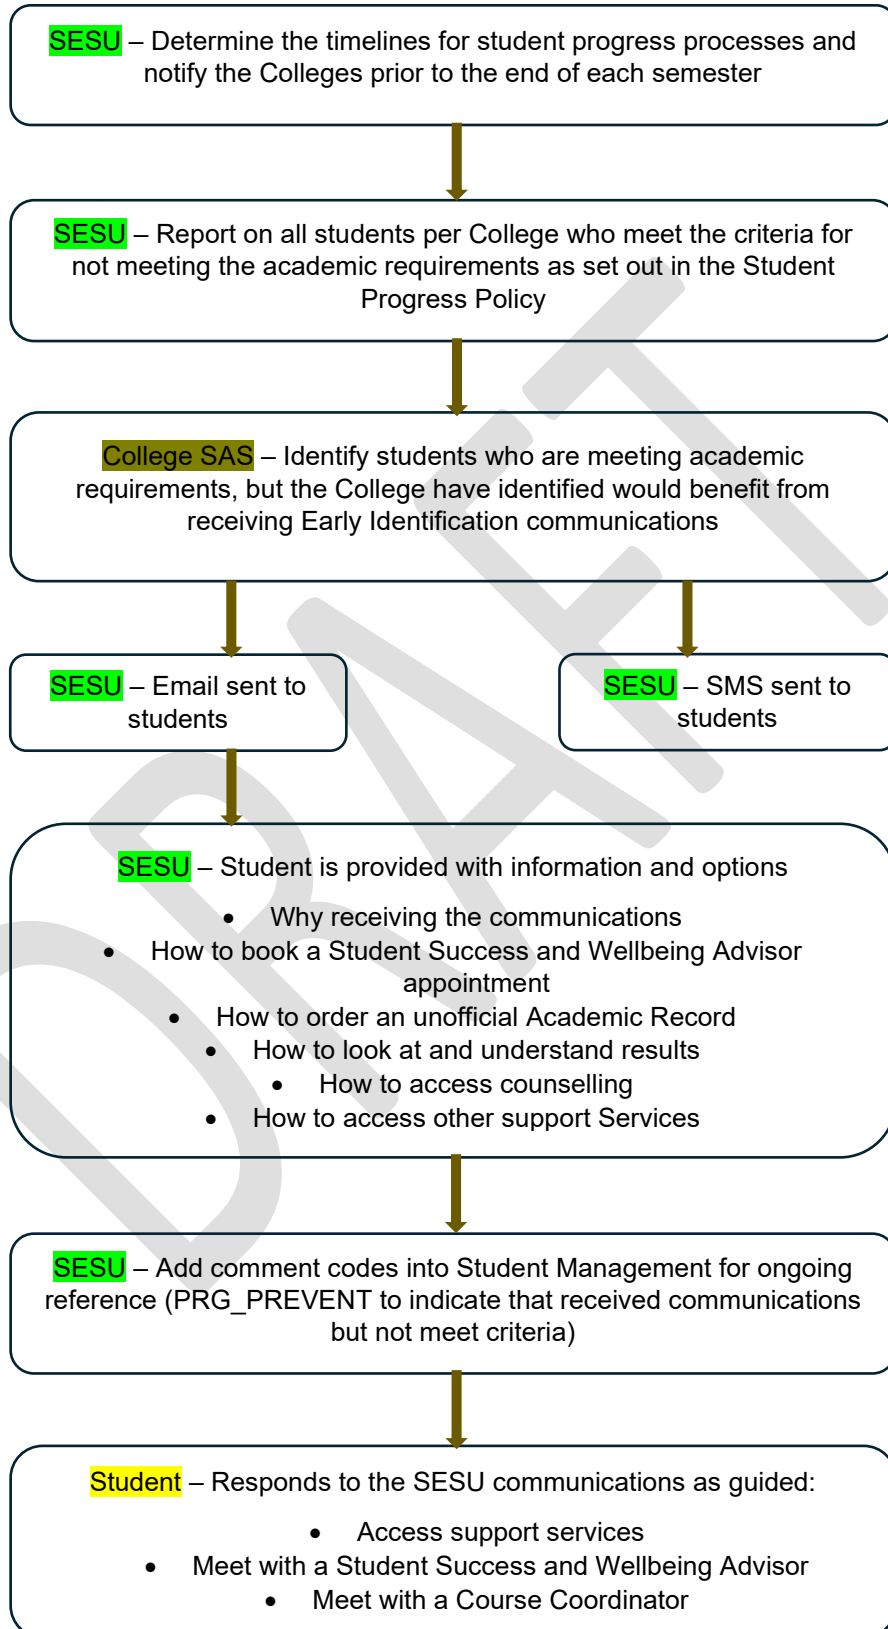 SESU – Determine the timelines for student progress processes and
notify the Colleges prior to the end of each semester
SESU – Report on all students per College who meet the criteria for
not meeting the academic requirements as set out in the Student
Progress Policy
College SAS – Identify students who are meeting academic
requirements, but the College have identified would benefit from
receiving Early Identification communications
SESU – Email sent to
students
SESU – SMS sent to
students
SESU – Student is provided with information and options
• Why receiving the communications
• How to book a Student Success and Wellbeing Advisor
appointment
• How to order an unofficial Academic Record
• How to look at and understand results
• How to access counselling
• How to access other support Services
SESU – Add comment codes into Student Management for ongoing
reference (PRG_PREVENT to indicate that received communications
but not meet criteria)
Student – Responds to the SESU communications as guided:
• Access support services
• Meet with a Student Success and Wellbeing Advisor
• Meet with a Course Coordinator
DRAFT